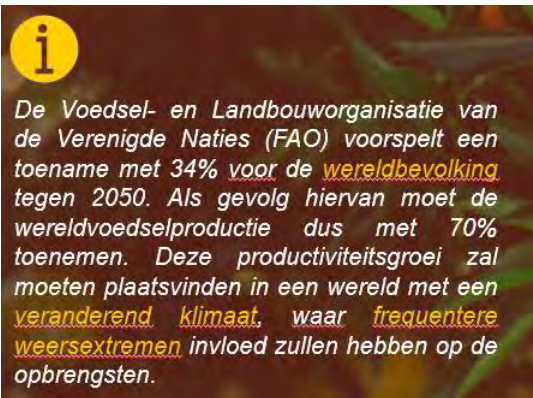 i
De Voedsel- en Landbouworganisatie van
de Verenigde Naties (FAO) voorspelt een
toename met 34% voor de wereldbevolking
tegen 2050. Als gevolg hiervan moet de
wereldvoedselproductie dus met 70%
toenemen. Deze productiviteitsgroei zal
moeten plaatsvinden in een wereld met een
veranderend klimaat, waar frequentere
weersextremen invloed zullen hebben op de
opbrengsten.